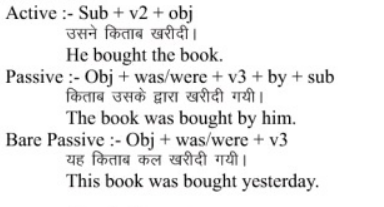 Active :- Sub + v2 + obj
उसने किताब खरीदी।
He bought the book.
Passive :- Obj + was/were + v3 + by + sub
किताब उसके द्वारा खरीदी गयी।
The book was bought by him.
Bare Passive :- Obj + was/were + v3
यह किताब कल खरीदी गयी।
This book was bought yesterday.